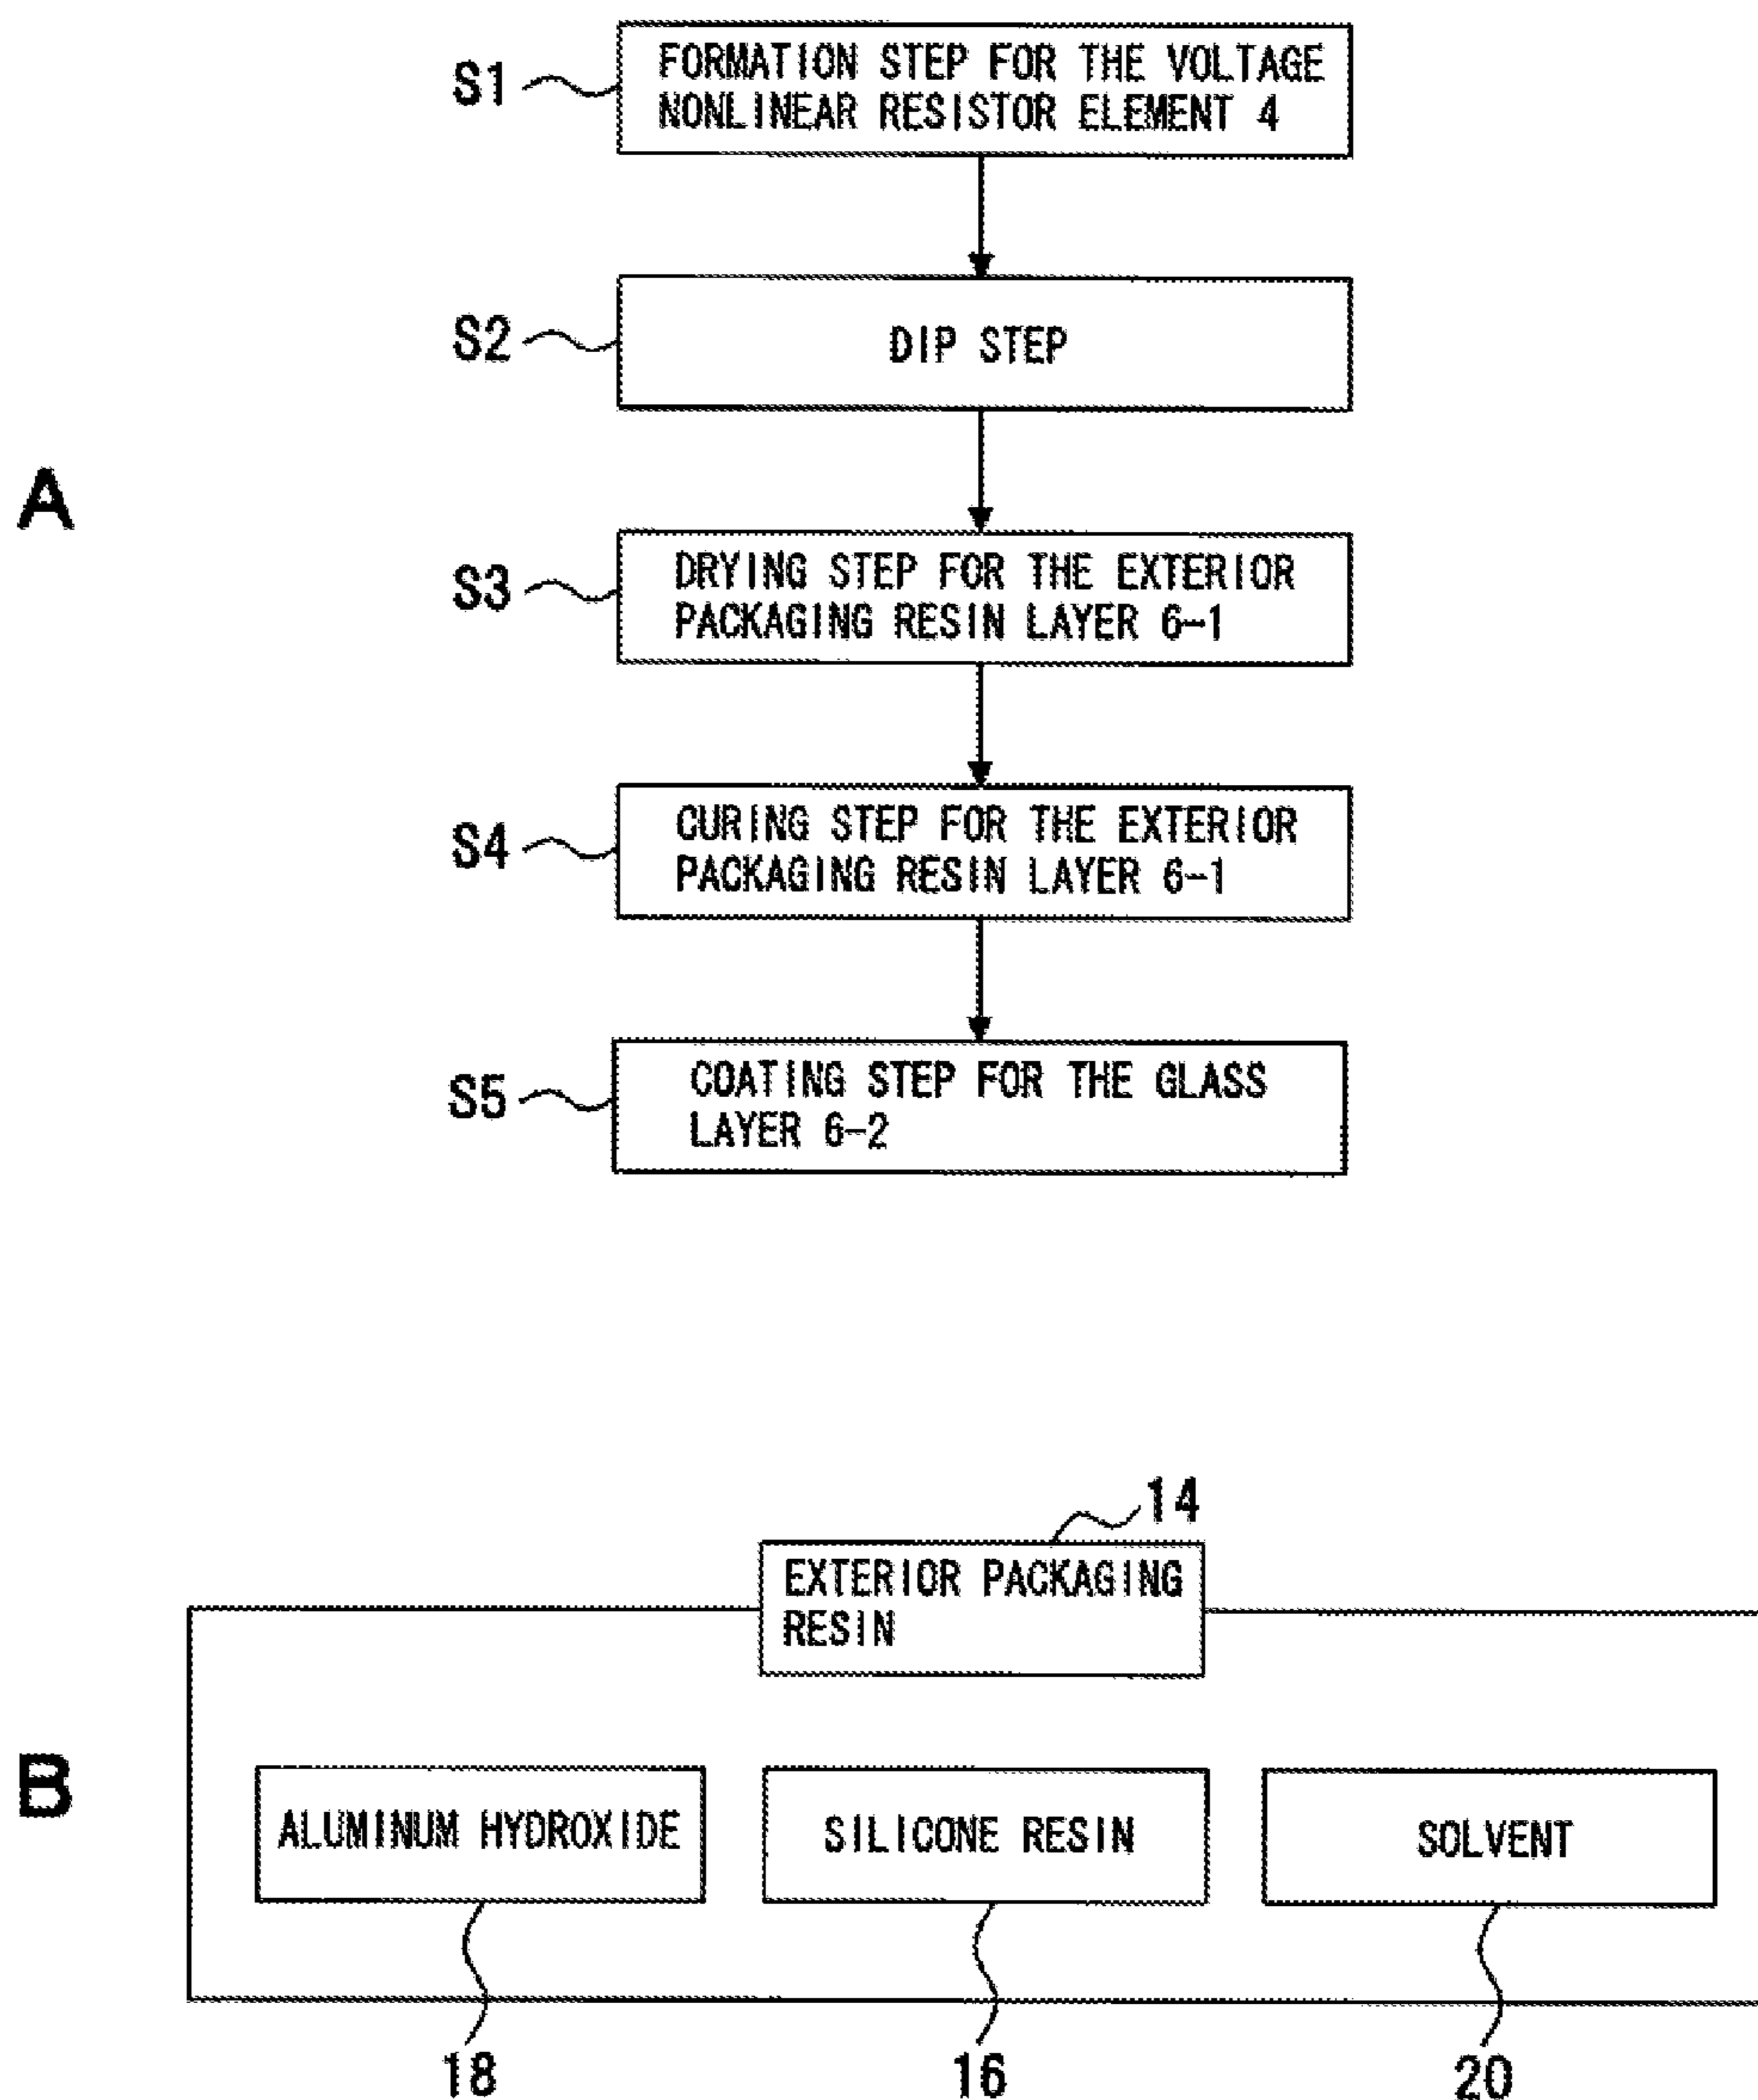 A
S1
FORMATION STEP FOR THE VOLTAGE
NONLINEAR RESISTOR ELEMENT 4
S2
DIP STEP
S3
DRYING STEP FOR THE EXTERIOR
PACKAGING RESIN LAYER 6-1
S4
CURING STEP FOR THE EXTERIOR
PACKAGING RESIN LAYER 6-1
S5
COATING STEP FOR THE GLASS
LAYER 6-2
B
14
EXTERIOR PACKAGING
RESIN
ALUMINUM HYDROXIDE
SILICONE RESIN
SOLVENT
18
16
20